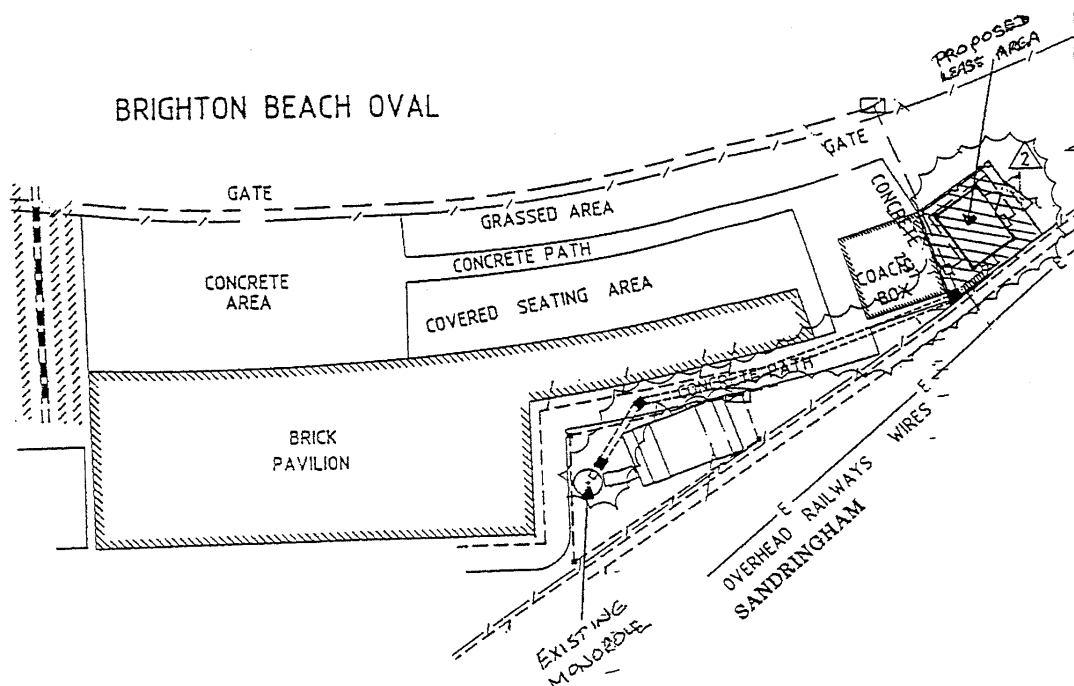 PROPOSED
LEASE AREA
BRIGHTON BEACH OVAL
GATE
GATE
2
GRASSED AREA
CONCRETE PATH
CONCRETE
AREA
COVERED SEATING AREA
CONCRETE
COACH
BOX
CONCRETE PATH
BRICK
PAVILION
E
E
E
OVERHEAD RAILWAYS WIRES
SANDRINGHAM
EXISTING
MONOPOLE